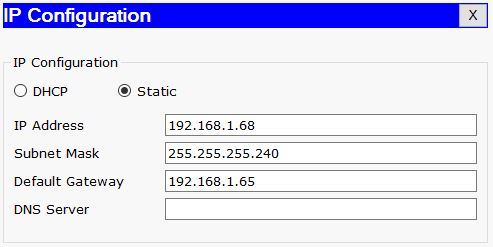 IP Configuration X
IP Configuration
DHCP Static
IP Address 192.168.1.68
Subnet Mask 255.255.255.240
Default Gateway 192.168.1.65
DNS Server